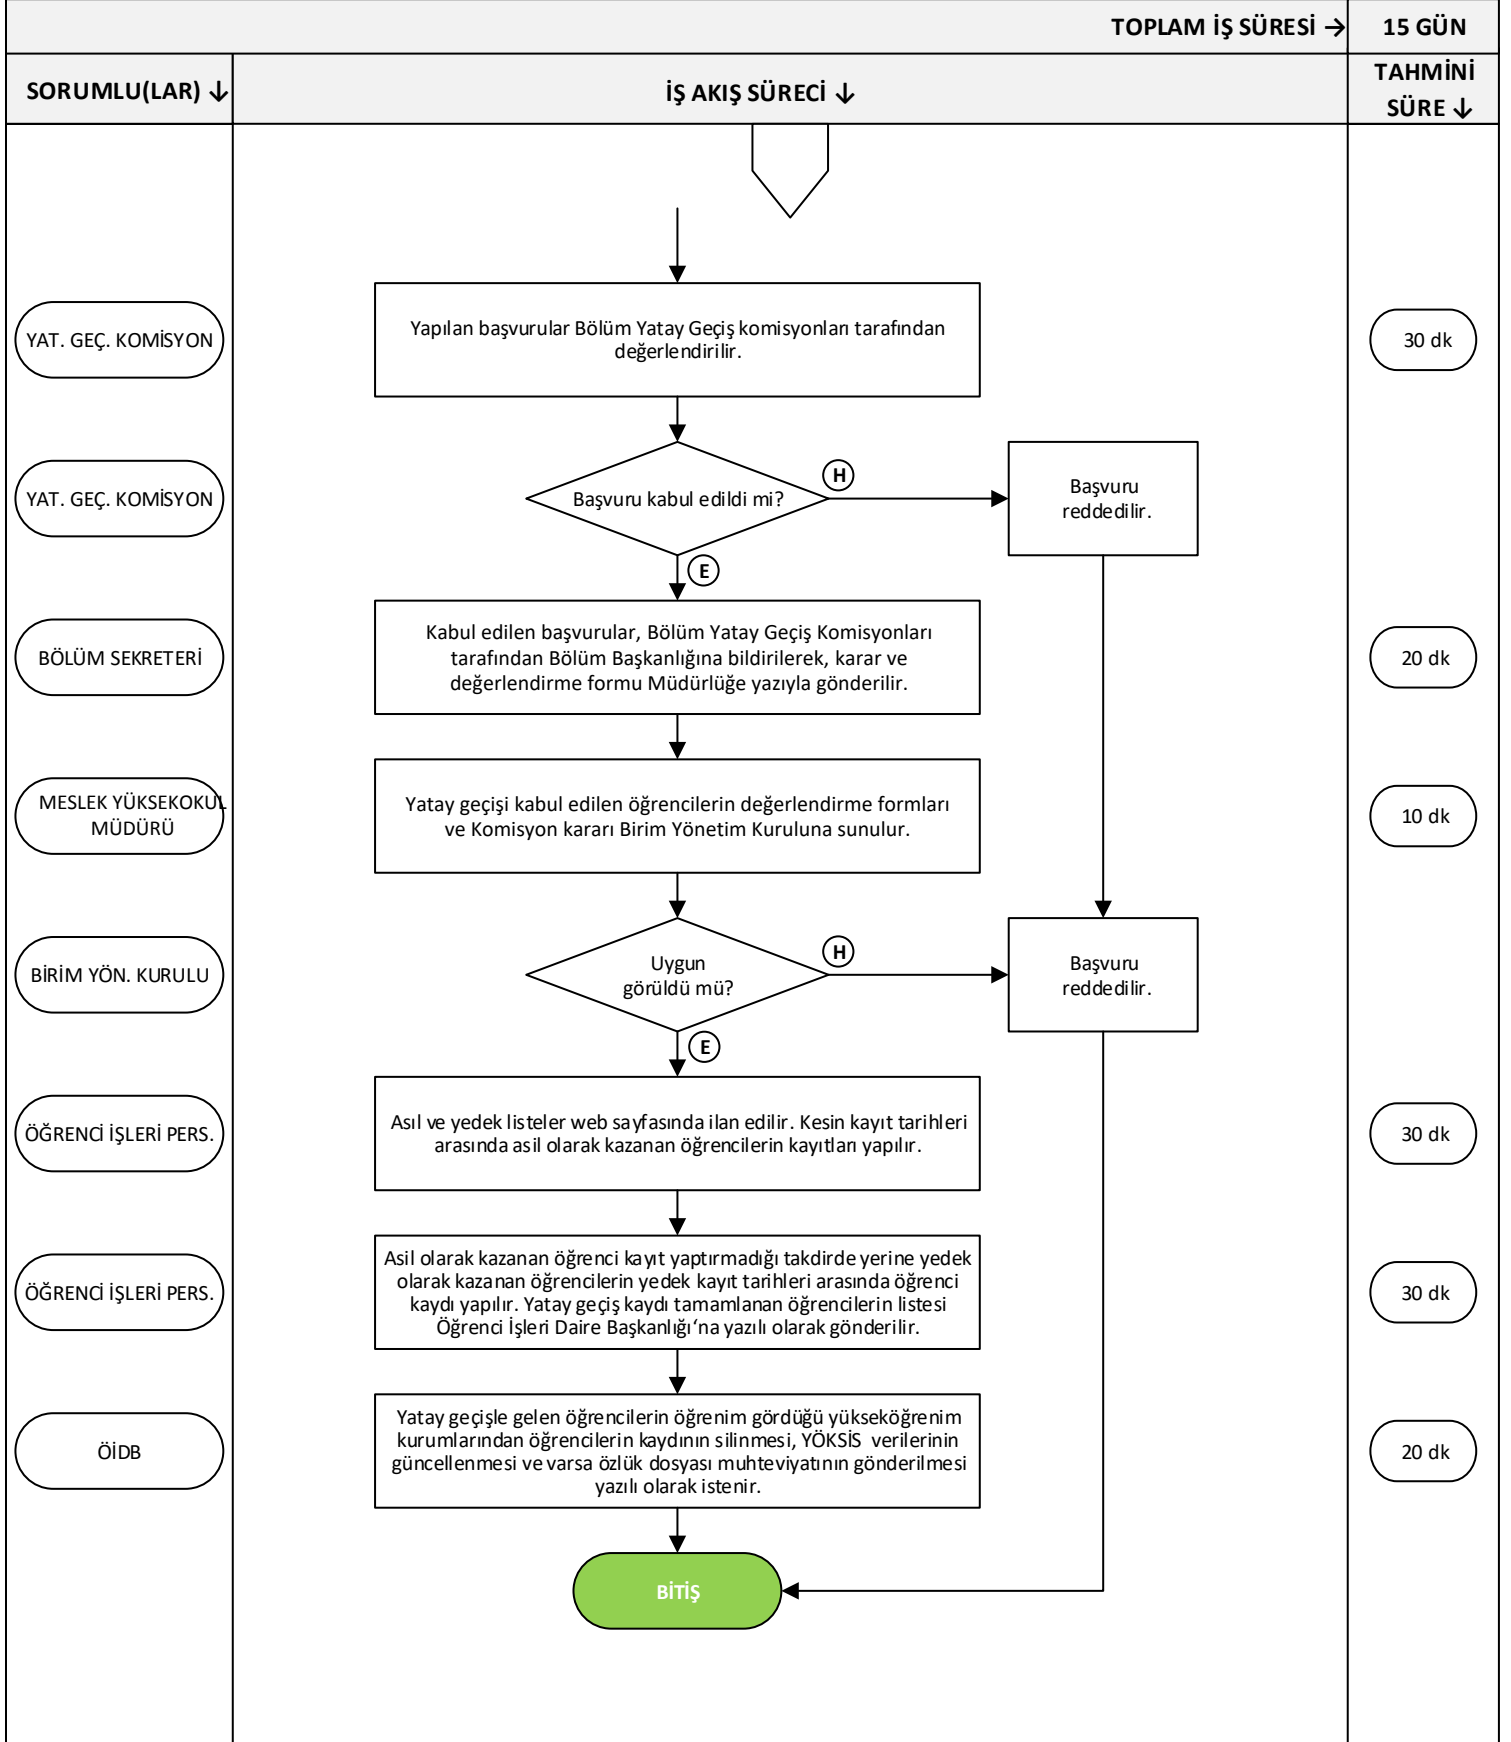 TOPLAM İŞ SÜRESİ → 15 GÜN
SORUMLU(LAR) ↓
İŞ AKIŞ SÜRECİ ↓
TAHMİNİ
SÜRE ↓
YAT. GEÇ. KOMİSYON
Yapılan başvurular Bölüm Yatay Geçiş komisyonları tarafından
değerlendirilir.
30 dk
YAT. GEÇ. KOMİSYON
Başvuru kabul edildi mi?
H
Başvuru
reddedilir.
E
BÖLÜM SEKRETERİ
Kabul edilen başvurular, Bölüm Yatay Geçiş Komisyonları
tarafından Bölüm Başkanlığına bildirilerek, karar ve
değerlendirme formu Müdürlüğe yazıyla gönderilir.
20 dk
MESLEK YÜKSEKOKUL
MÜDÜRÜ
Yatay geçişi kabul edilen öğrencilerin değerlendirme formları
ve Komisyon kararı Birim Yönetim Kuruluna sunulur.
10 dk
BİRİM YÖN. KURULU
Uygun
görüldü mü?
H
Başvuru
reddedilir.
E
ÖĞRENCİ İŞLERİ PERS.
Asıl ve yedek listeler web sayfasında ilan edilir. Kesin kayıt tarihleri
arasında asil olarak kazanan öğrencilerin kayıtları yapılır.
30 dk
ÖĞRENCİ İŞLERİ PERS.
Asil olarak kazanan öğrenci kayıt yaptırmadığı takdirde yerine yedek
olarak kazanan öğrencilerin yedek kayıt tarihleri arasında öğrenci
kaydı yapılır. Yatay geçiş kaydı tamamlanan öğrencilerin listesi
Öğrenci İşleri Daire Başkanlığı‘na yazılı olarak gönderilir.
30 dk
ÖİDB
Yatay geçişle gelen öğrencilerin öğrenim gördüğü yükseköğrenim
kurumlarından öğrencilerin kaydının silinmesi, YÖKSİS verilerinin
güncellenmesi ve varsa özlük dosyası muhteviyatının gönderilmesi
yazılı olarak istenir.
20 dk
BİTİŞ